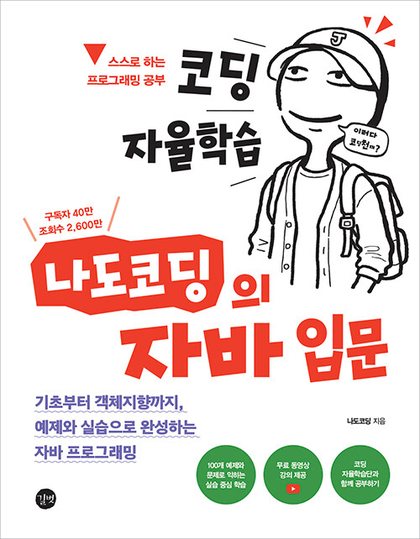 스스로 하는
프로그래밍 공부
코딩
자율학습
J
이러다
코딩천재?
구독자 40만
조회수 2,600만
나도코딩의
자바 입문
기초부터 객체지향까지,
예제와 실습으로 완성하는
자바 프로그래밍
나도코딩 지음
100개 예제와
문제로 익히는
실습 중심 학습
무료 동영상
강의 제공
코딩
자율학습단과
함께 공부하기
길벗